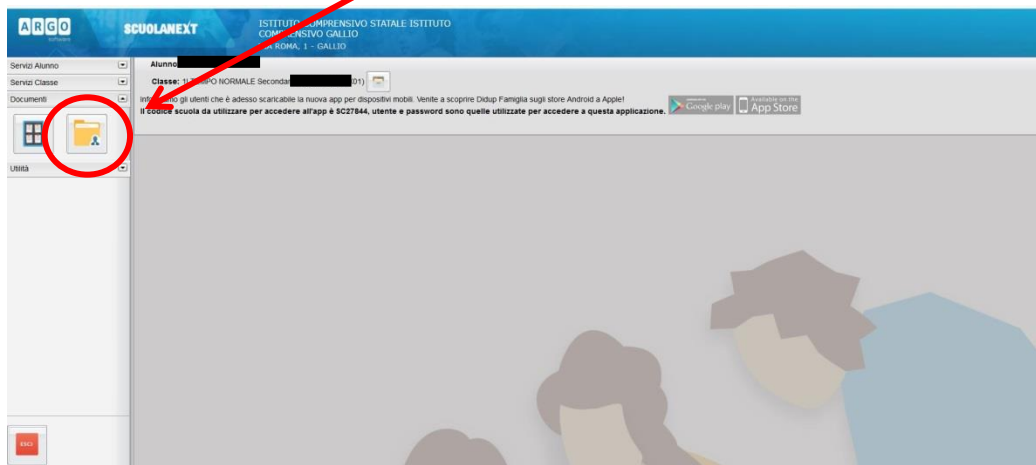 ARGO
software
SCUOLANEXT
ISTITUTO COMPRENSIVO STATALE ISTITUTO
COMPRENSIVO GALLIO
ROMA, 1 - GALLIO
Servizi Alunno
Servizi Classe
Documenti
Utilità
ESCI
Alunno
Classe: NORMALE Secondar 01)
gli utenti che è adesso scaricabile la nuova app per dispositivi mobili. Venite a scoprire Didup Famiglia sugli store Android a Apple!
Il codice scuola da utilizzare per accedere all'app è SC27844, utente e password sono quelle utilizzate per accedere a questa applicazione.
Google play
Available on the
App Store